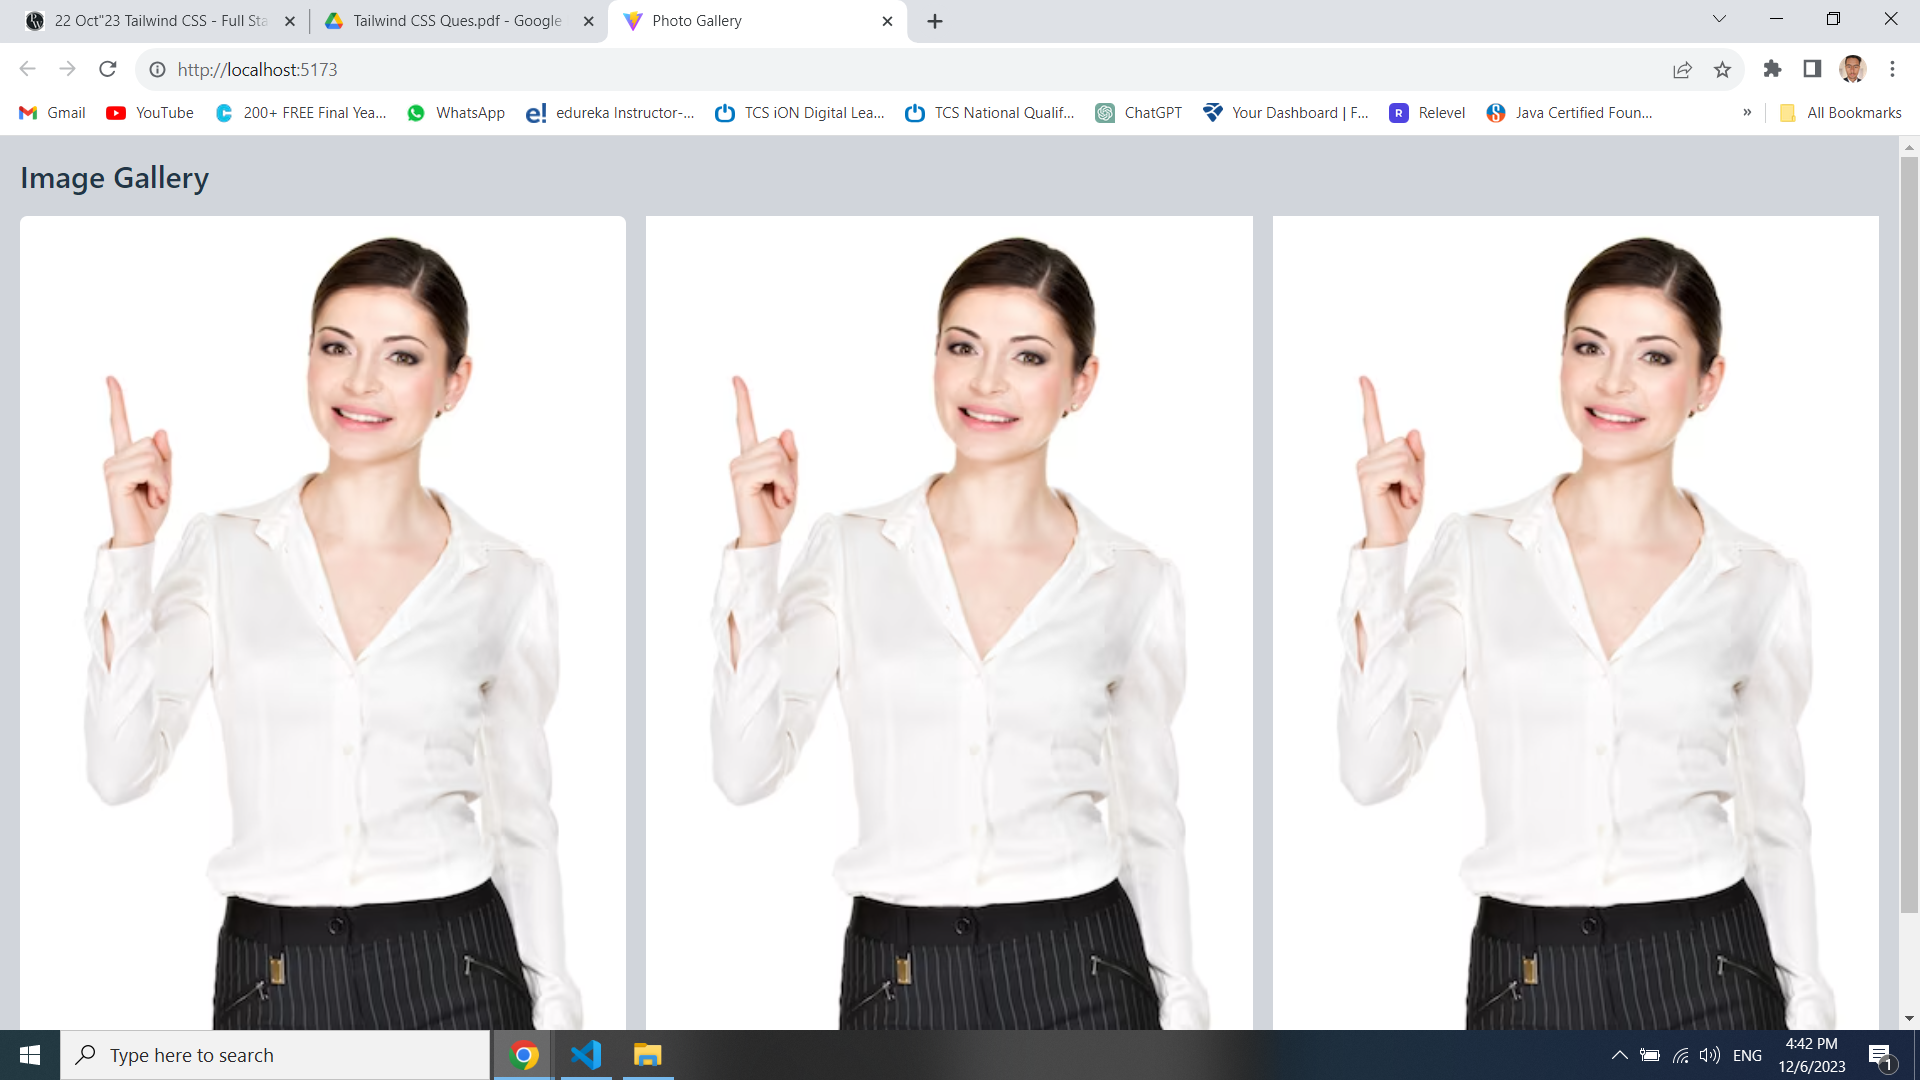 22 Oct"23 Tailwind CSS - Full Sta
Tailwind CSS Ques.pdf - Google
Photo Gallery
http://localhost:5173
Gmail
YouTube
200+ FREE Final Yea...
WhatsApp
e!
edureka Instructor-...
TCS iON Digital Lea...
TCS National Qualif...
ChatGPT
Your Dashboard | F...
R
Relevel
Java Certified Foun...
»
All Bookmarks
Image Gallery
Type here to search
ENG
4:42 PM
12/6/2023
1